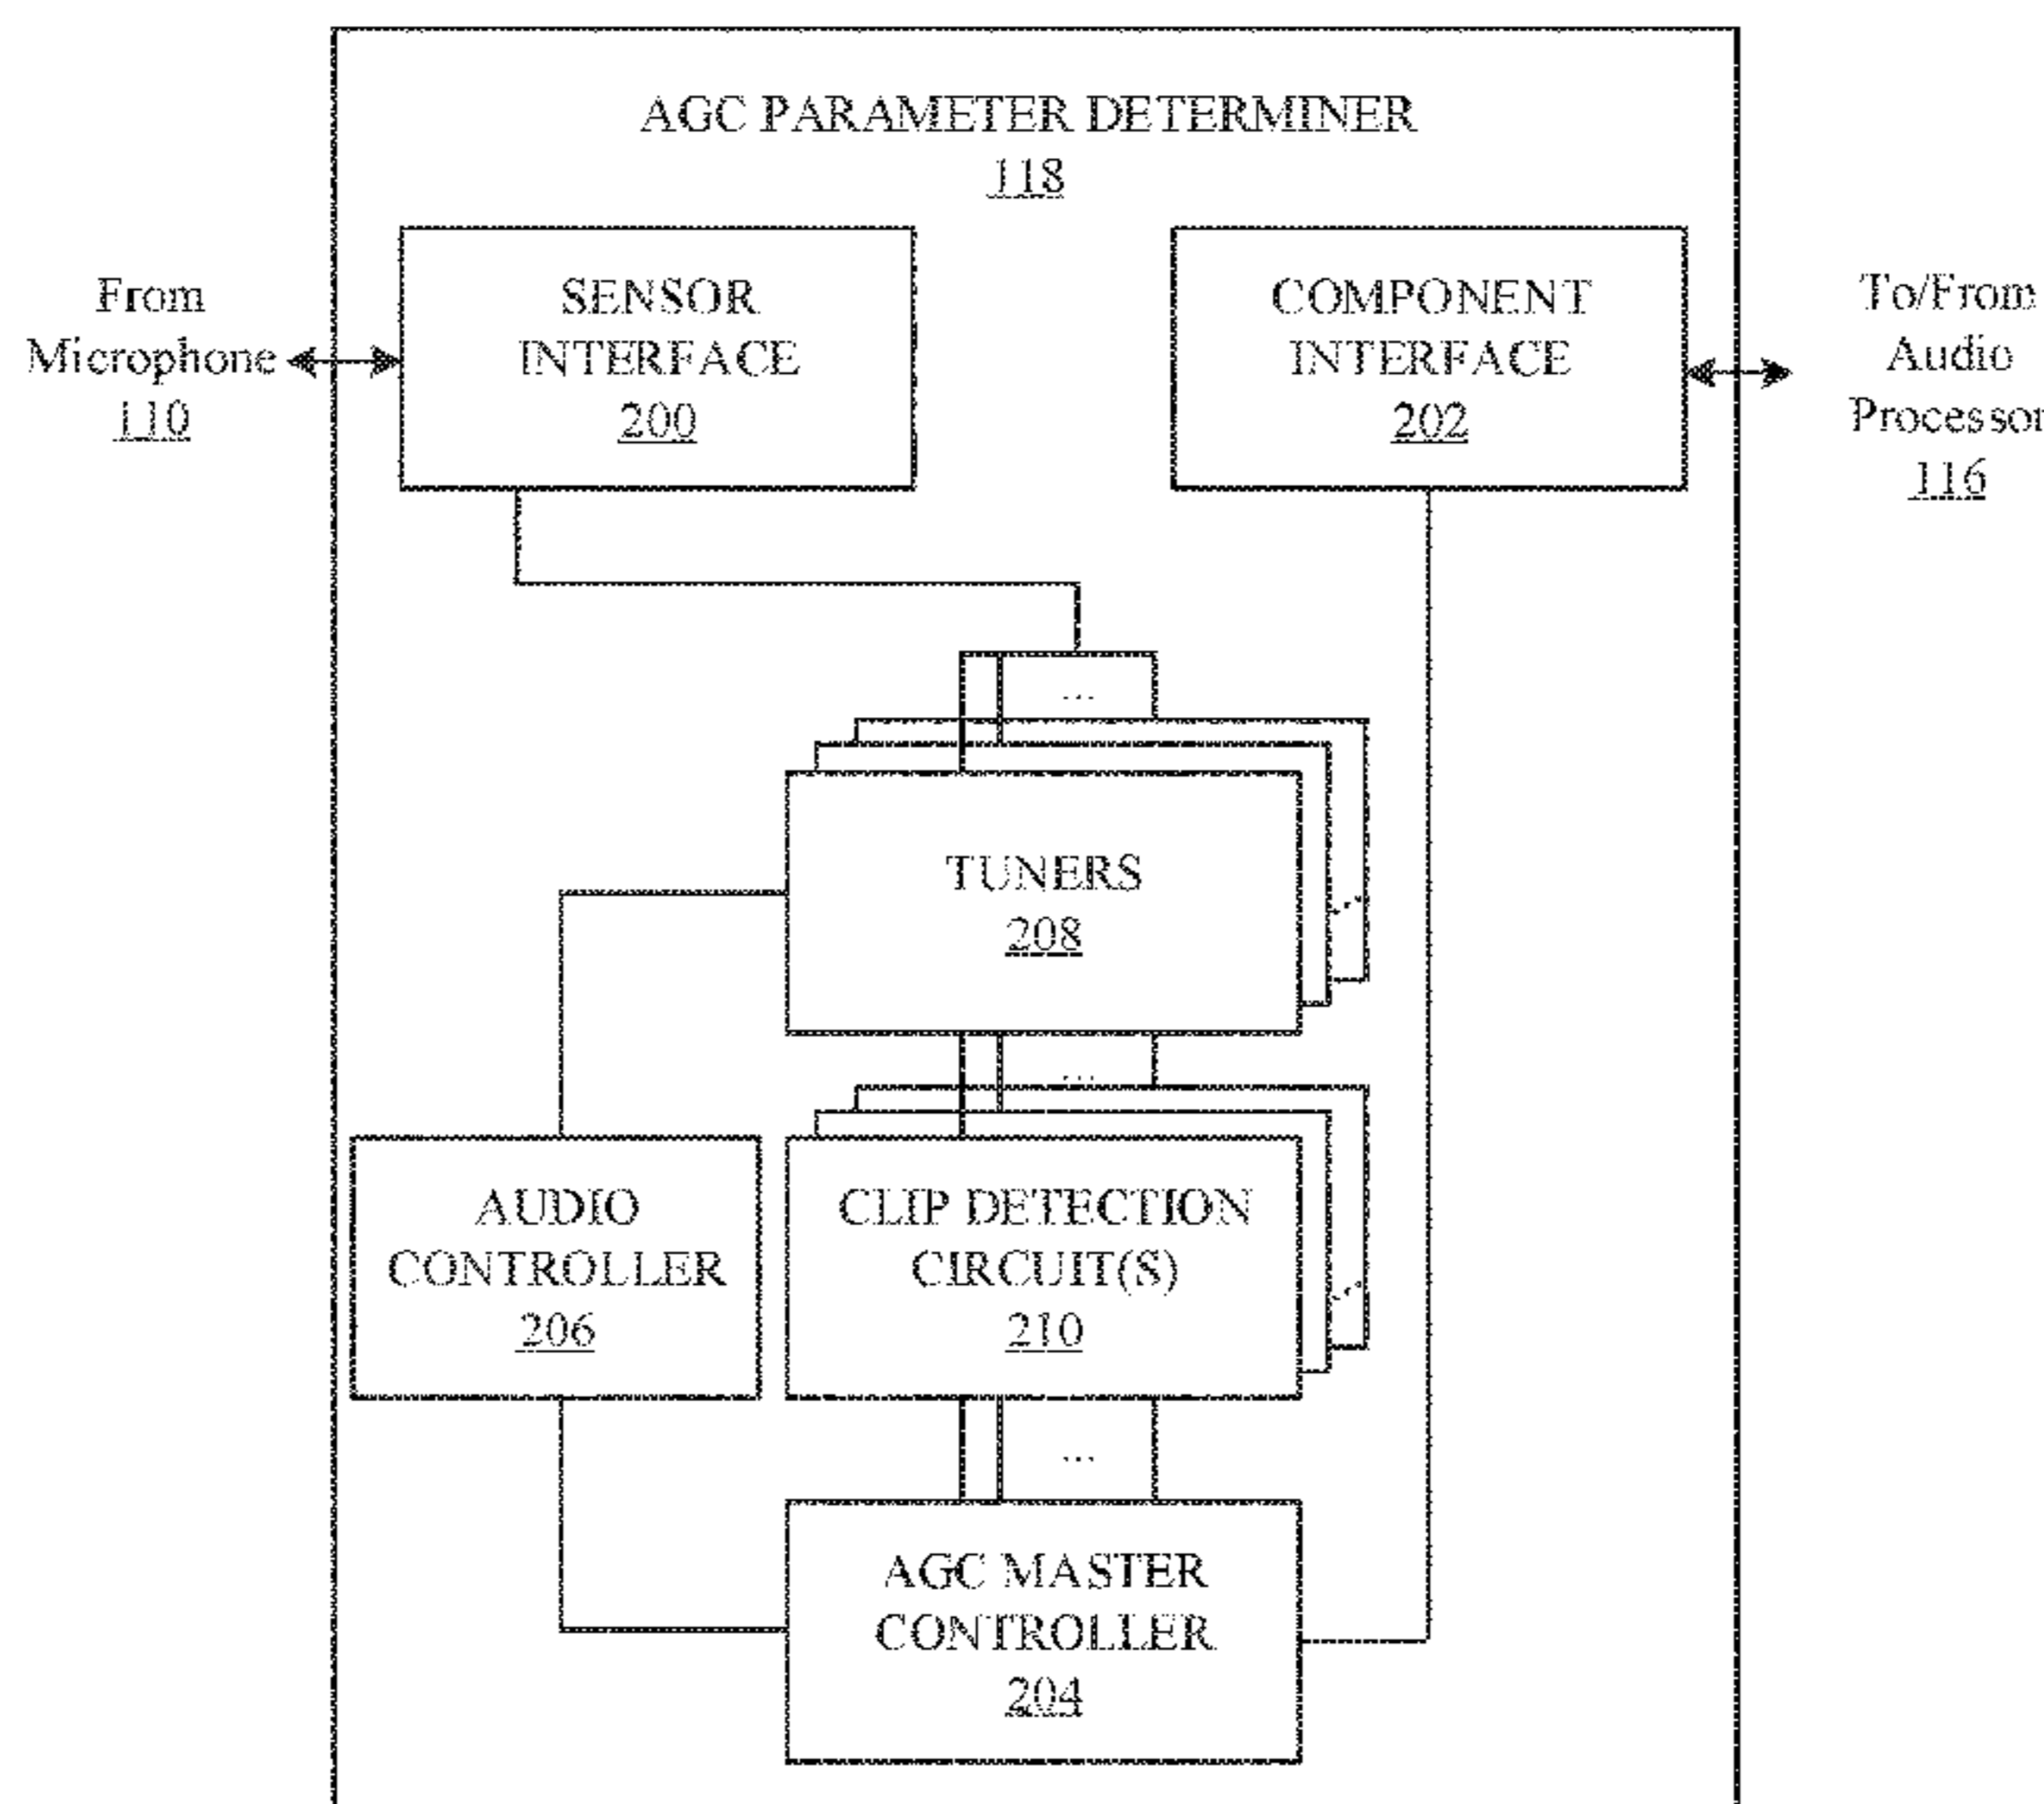 AGC PARAMETER DETERMINER
118
From
Microphone
110
SENSOR
INTERFACE
200
COMPONENT
INTERFACE
202
To/From
Audio
Processor
116
...
TUNERS
208
...
AUDIO
CONTROLLER
206
CLIP DETECTION
CIRCUIT(S)
210
...
AGC MASTER
CONTROLLER
204